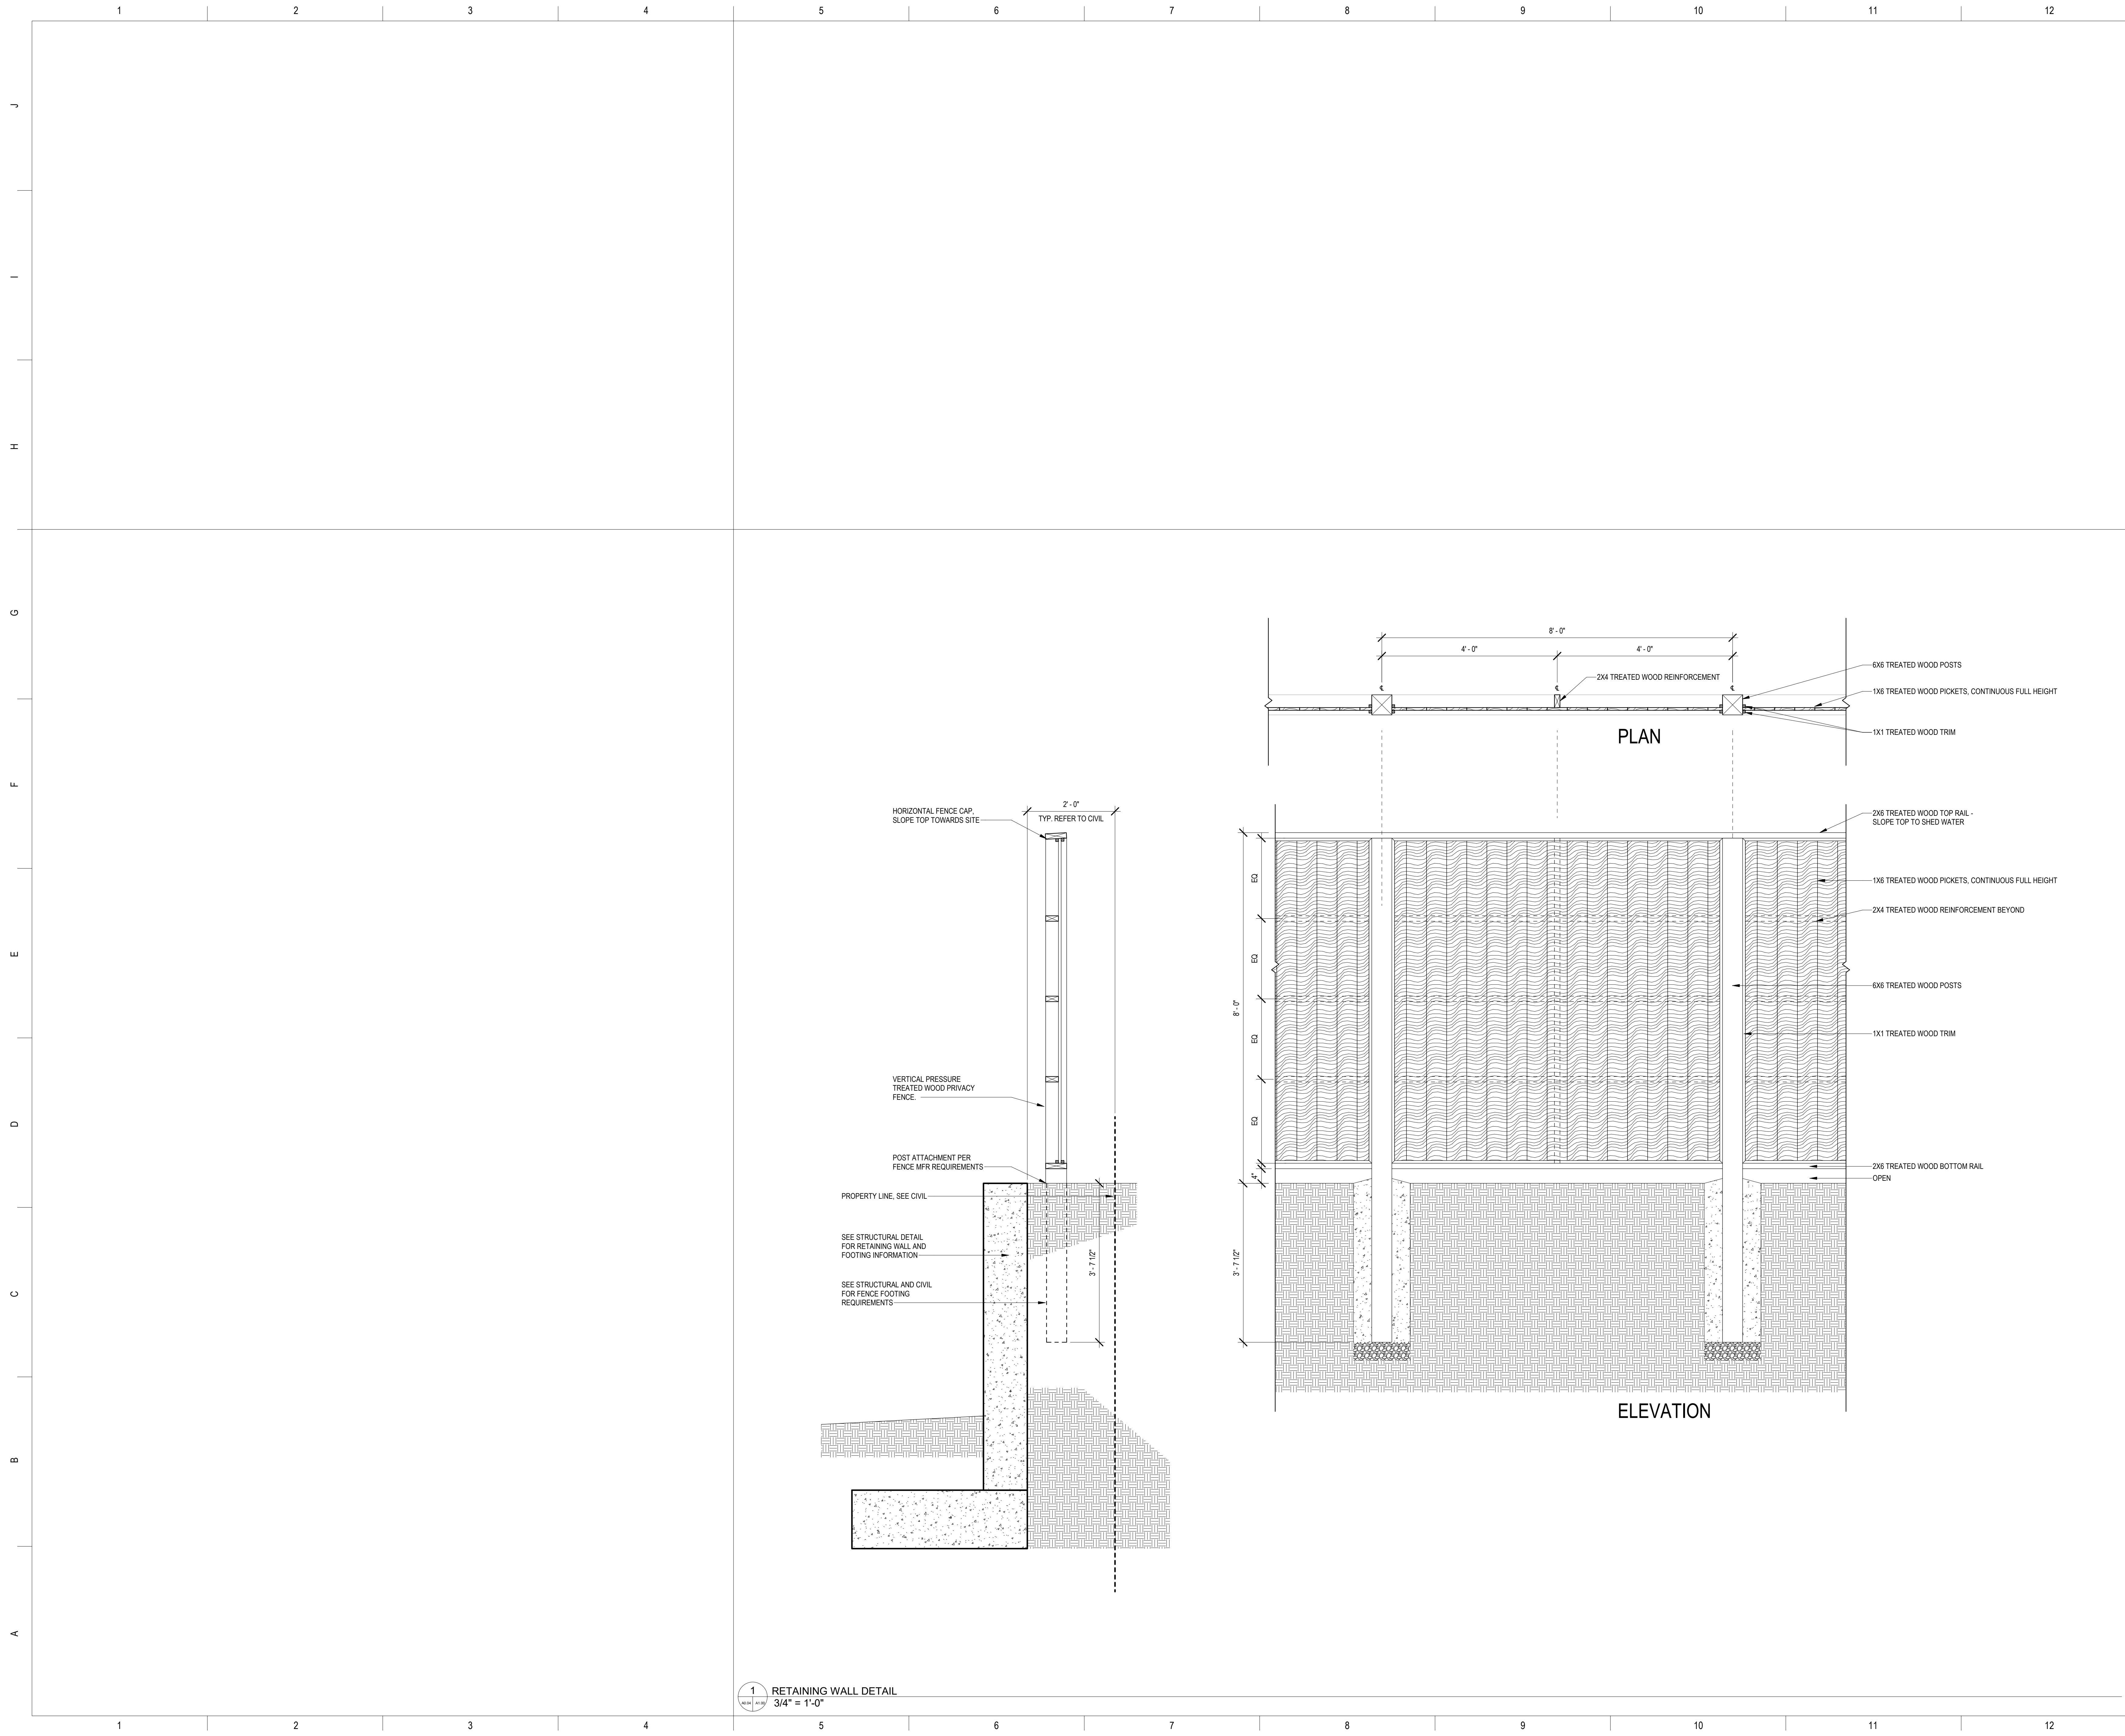 1 2 3 4 5 6 7 8 9 10 11 12
J
I
H
G
F
E
D
C
B
A
8' - 0"
4' - 0" 4' - 0"
2X4 TREATED WOOD REINFORCEMENT
6X6 TREATED WOOD POSTS
1X6 TREATED WOOD PICKETS, CONTINUOUS FULL HEIGHT
1X1 TREATED WOOD TRIM
PLAN
HORIZONTAL FENCE CAP,
SLOPE TOP TOWARDS SITE
2' - 0"
TYP. REFER TO CIVIL
VERTICAL PRESSURE
TREATED WOOD PRIVACY
FENCE.
POST ATTACHMENT PER
FENCE MFR REQUIREMENTS
PROPERTY LINE, SEE CIVIL
SEE STRUCTURAL DETAIL
FOR RETAINING WALL AND
FOOTING INFORMATION
SEE STRUCTURAL AND CIVIL
FOR FENCE FOOTING
REQUIREMENTS
3' - 7 1/2"
EQ
EQ
EQ
EQ
8' - 0"
4"
3' - 7 1/2"
2X6 TREATED WOOD TOP RAIL -
SLOPE TOP TO SHED WATER
1X6 TREATED WOOD PICKETS, CONTINUOUS FULL HEIGHT
2X4 TREATED WOOD REINFORCEMENT BEYOND
6X6 TREATED WOOD POSTS
1X1 TREATED WOOD TRIM
2X6 TREATED WOOD BOTTOM RAIL
OPEN
ELEVATION
1
RETAINING WALL DETAIL
3/4" = 1'-0"
1 2 3 4 5 6 7 8 9 10 11 12